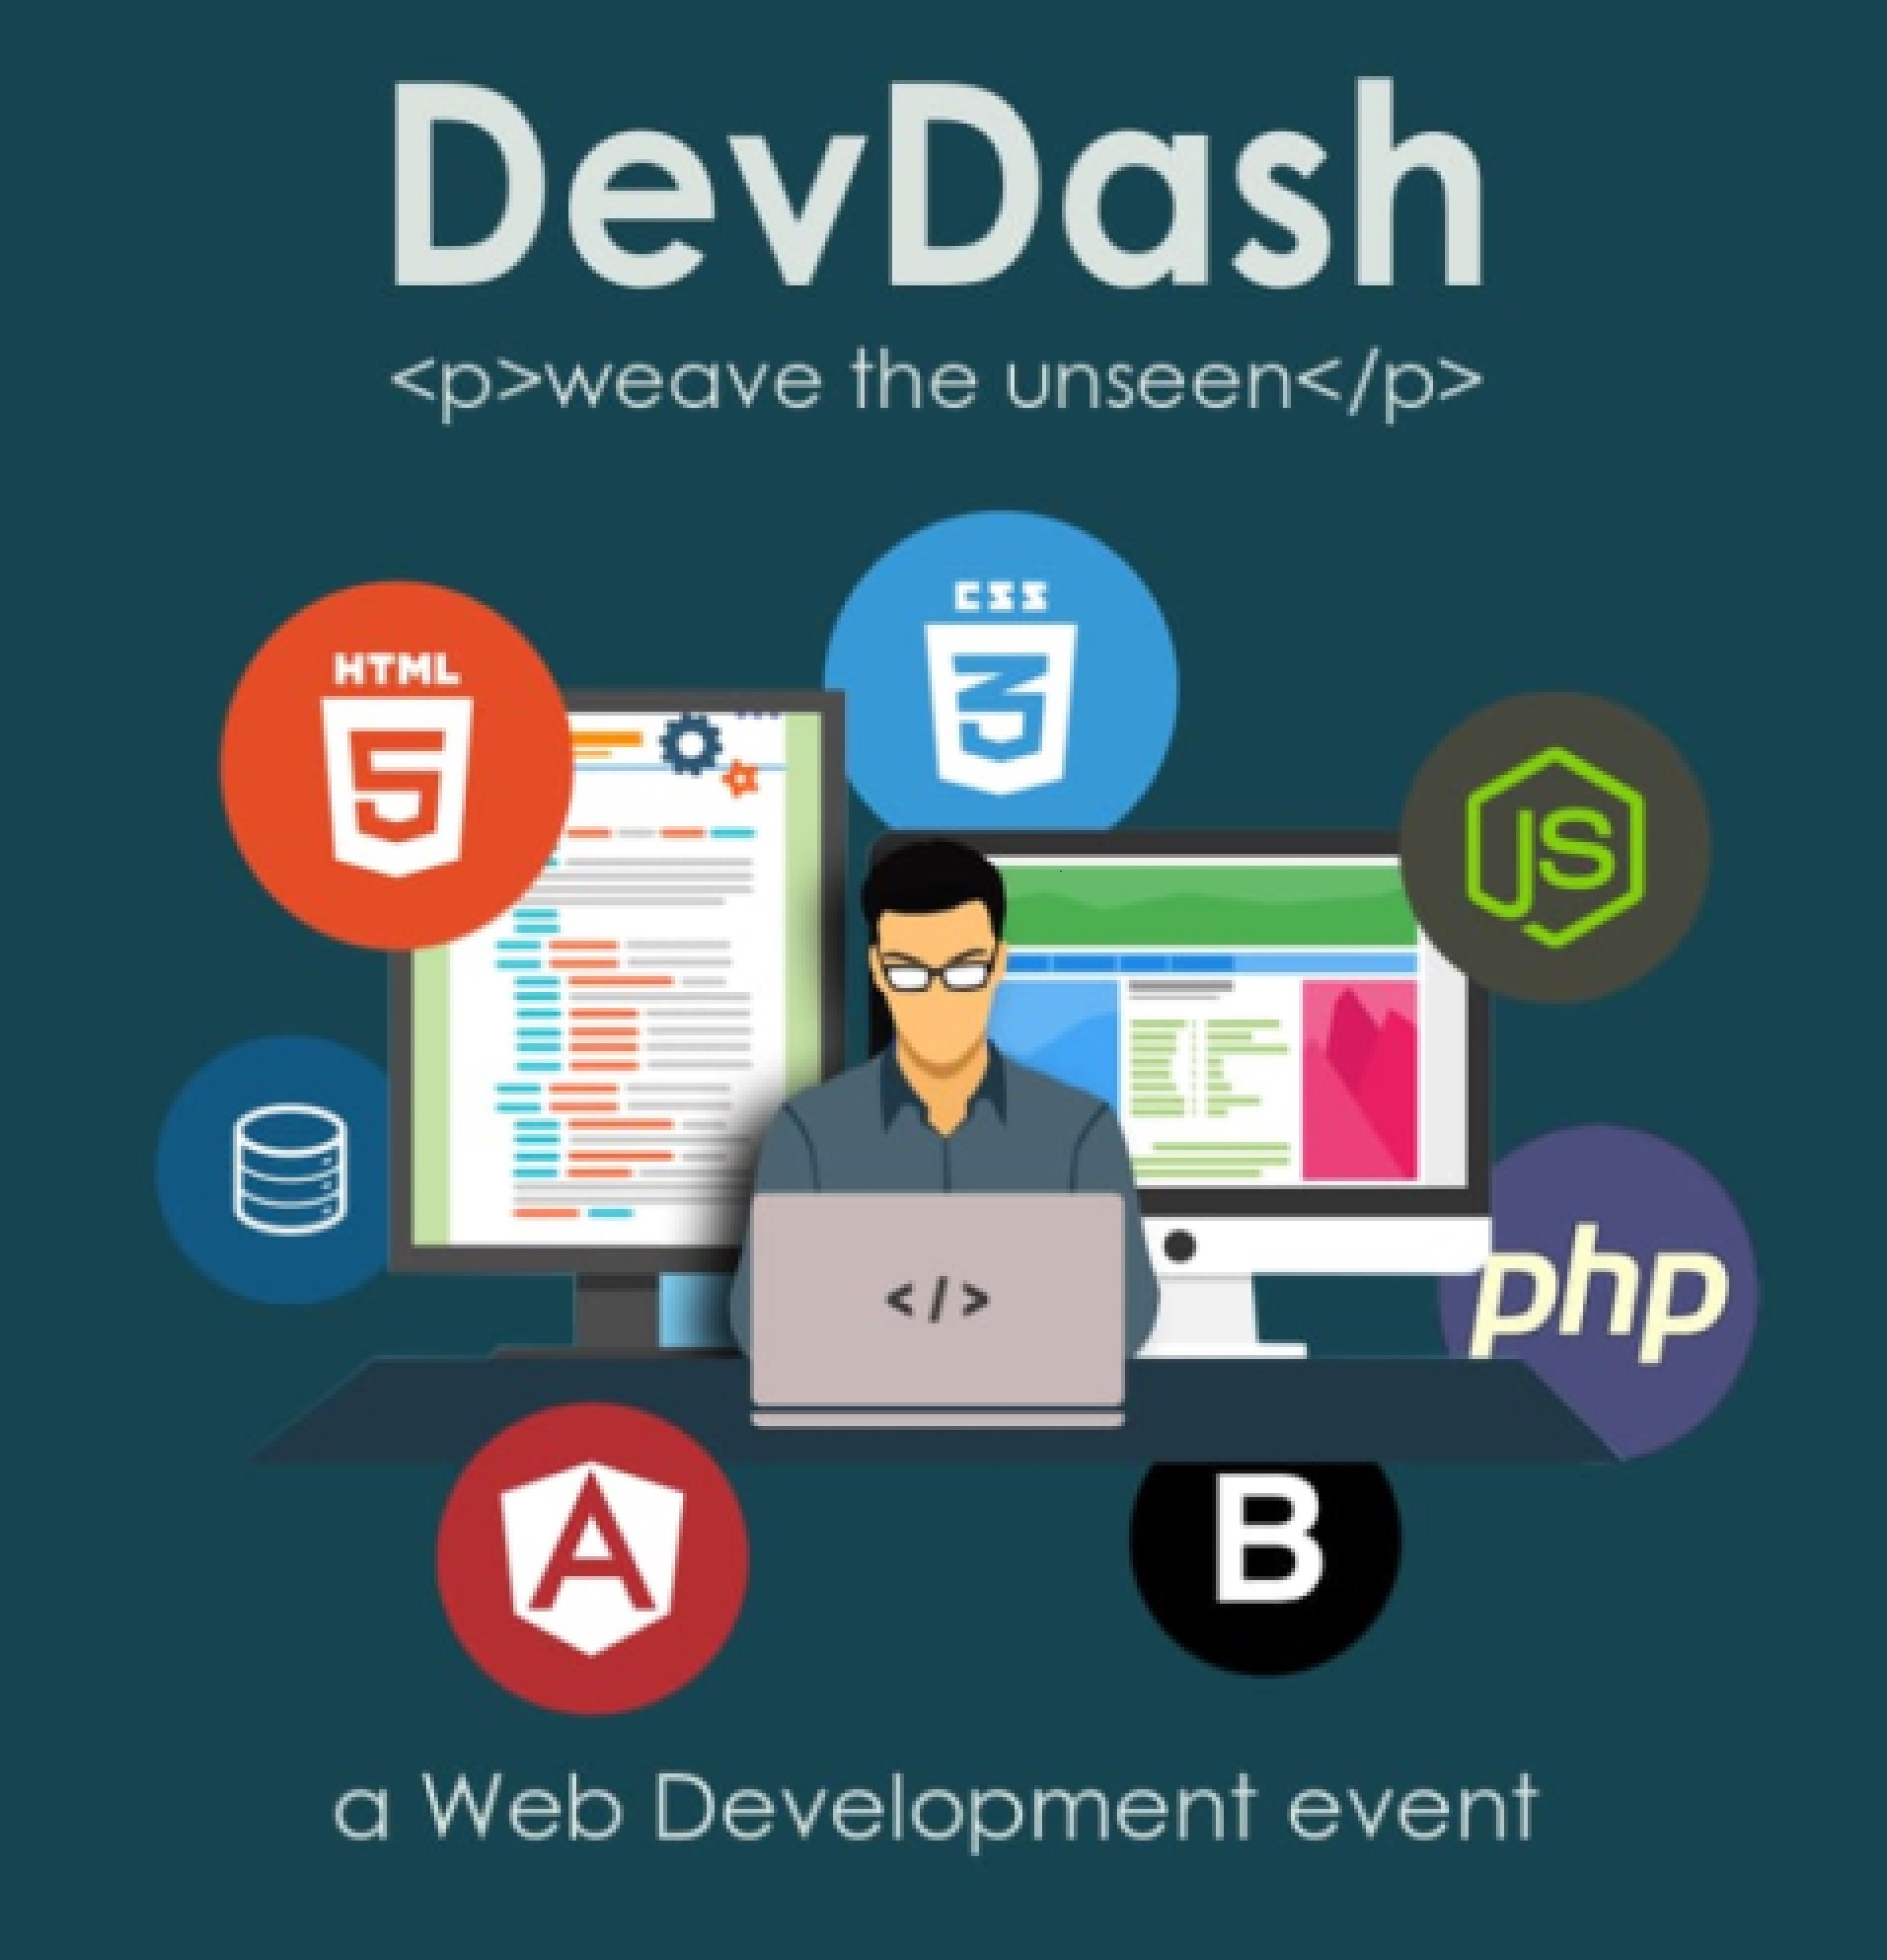 DevDash
<p>weave the unseen</p>
CSS
3
HTML
5
JS
php
</>
A
B
a Web Development event